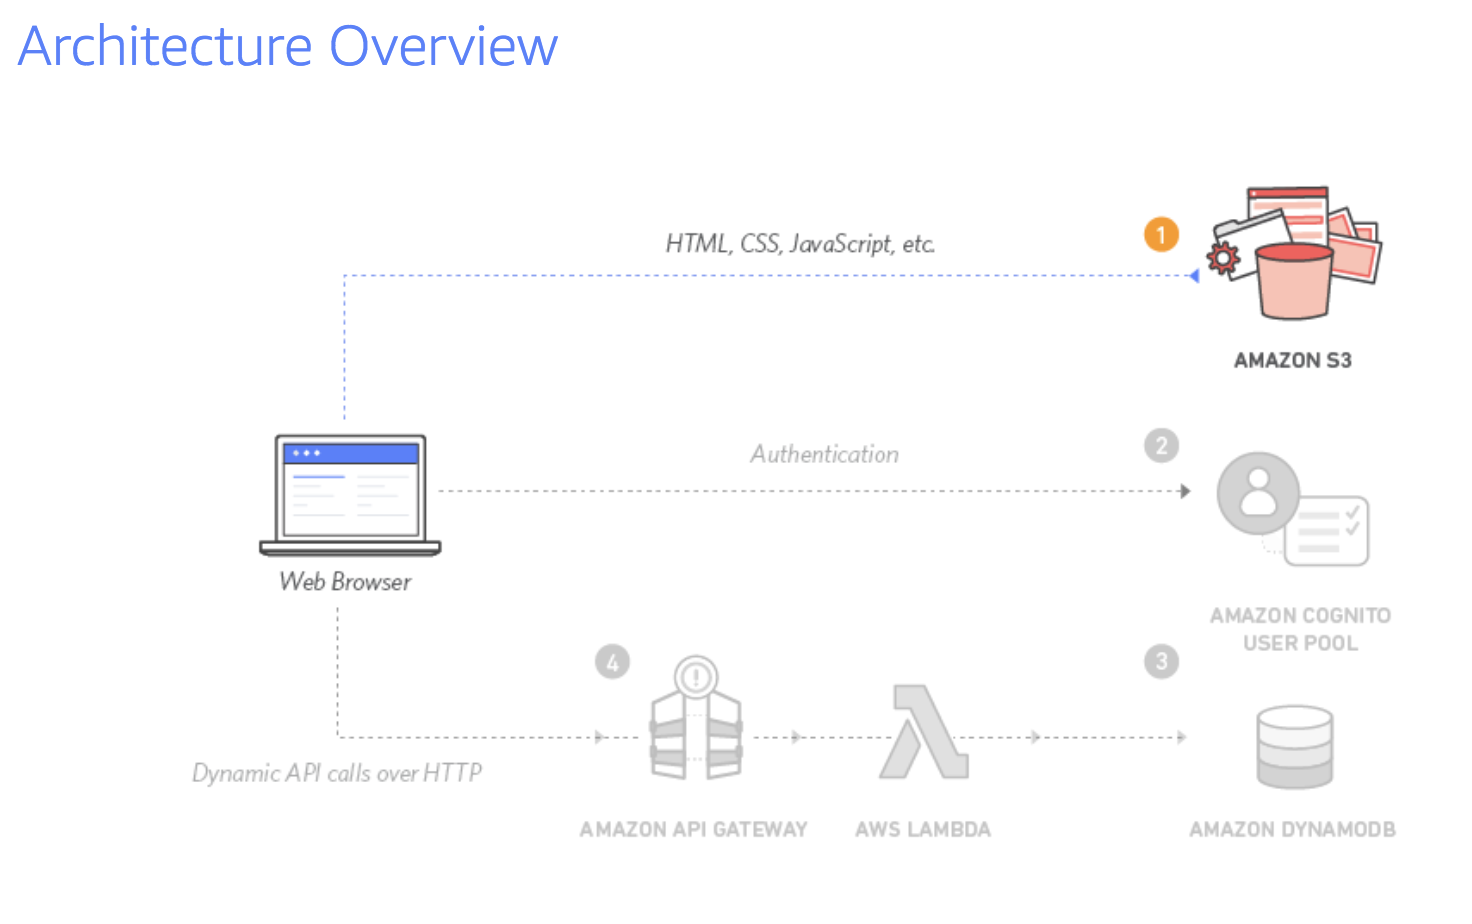 Architecture Overview
HTML, CSS, JavaScript, etc.
1
AMAZON S3
Authentication
2
Web Browser
AMAZON COGNITO
USER POOL
4
3
Dynamic API calls over HTTP
AMAZON API GATEWAY
AWS LAMBDA
AMAZON DYNAMODB